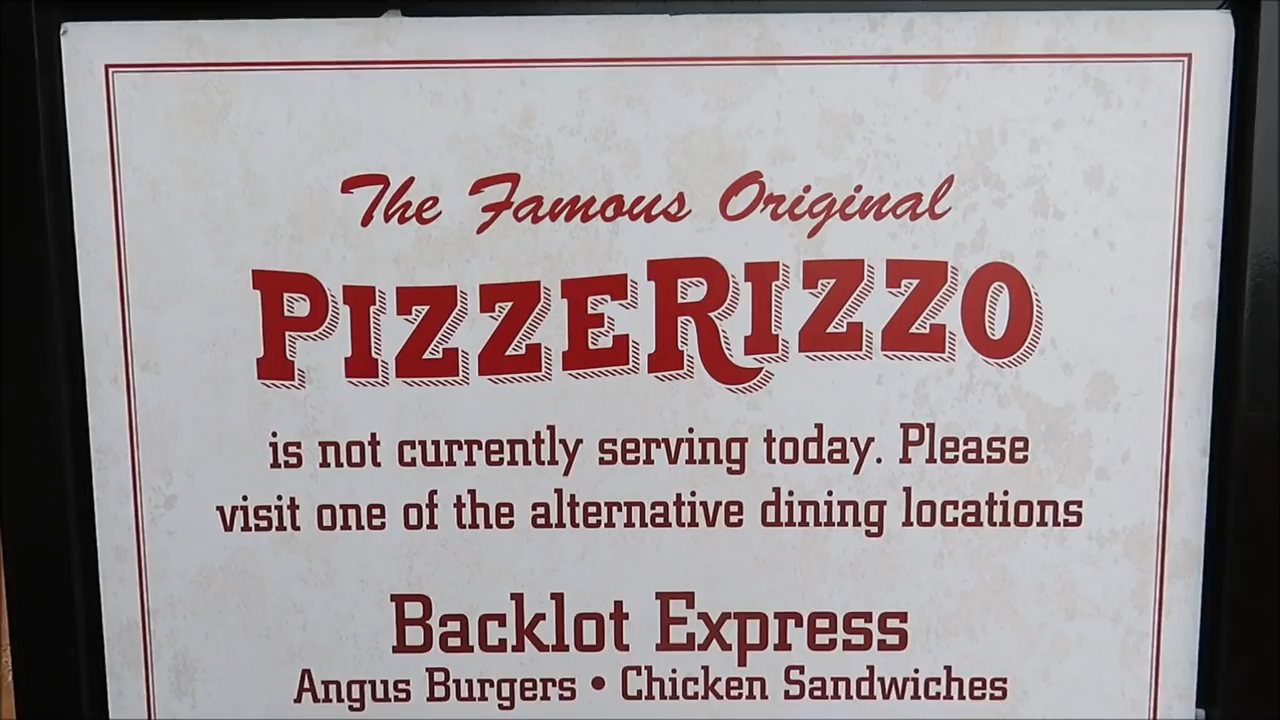 The Famous Original
PIZZERIZZO
is not currently serving today. Please
visit one of the alternative dining locations
Backlot Express
Angus Burgers • Chicken Sandwiches